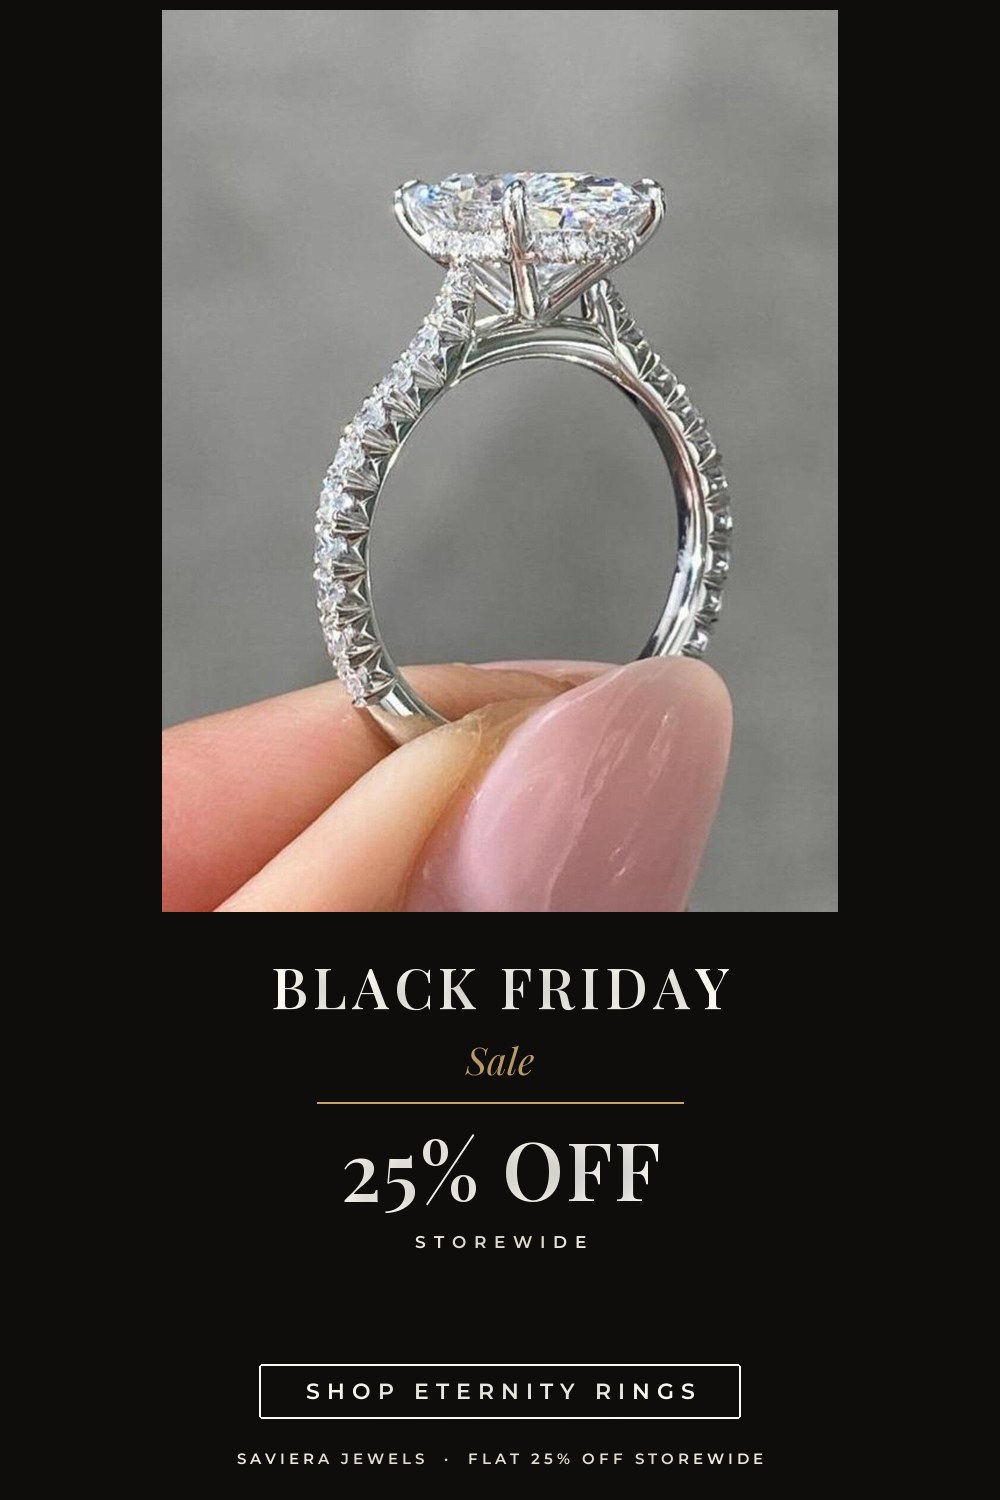 BLACK FRIDAY
Sale
25% OFF
STOREWIDE
SHOP ETERNITY RINGS
SAVIERA JEWELS · FLAT 25% OFF STOREWIDE